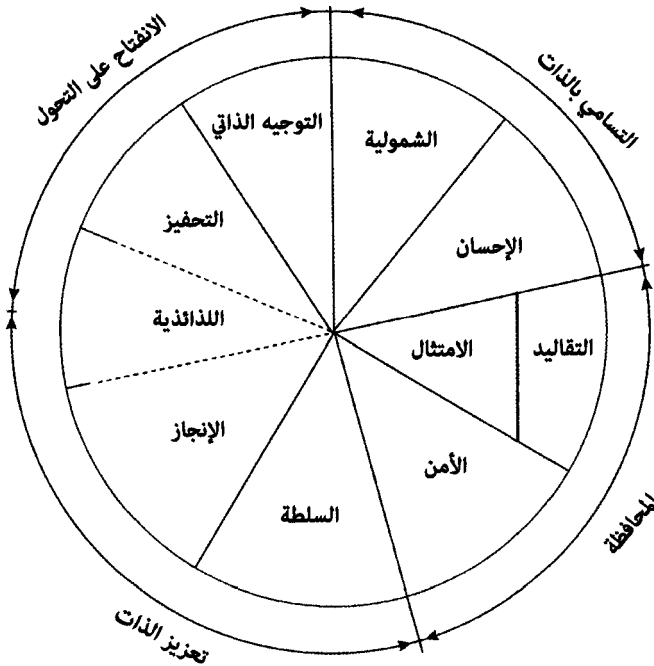 الانفتاح على التحول
التسامي بالذات
التوجيه الذاتي
الشمولية
التحفيز
الإحسان
اللذائذية
الامتثال
التقاليد
الإنجاز
الأمن
السلطة
المحافظة
تعزيز الذات